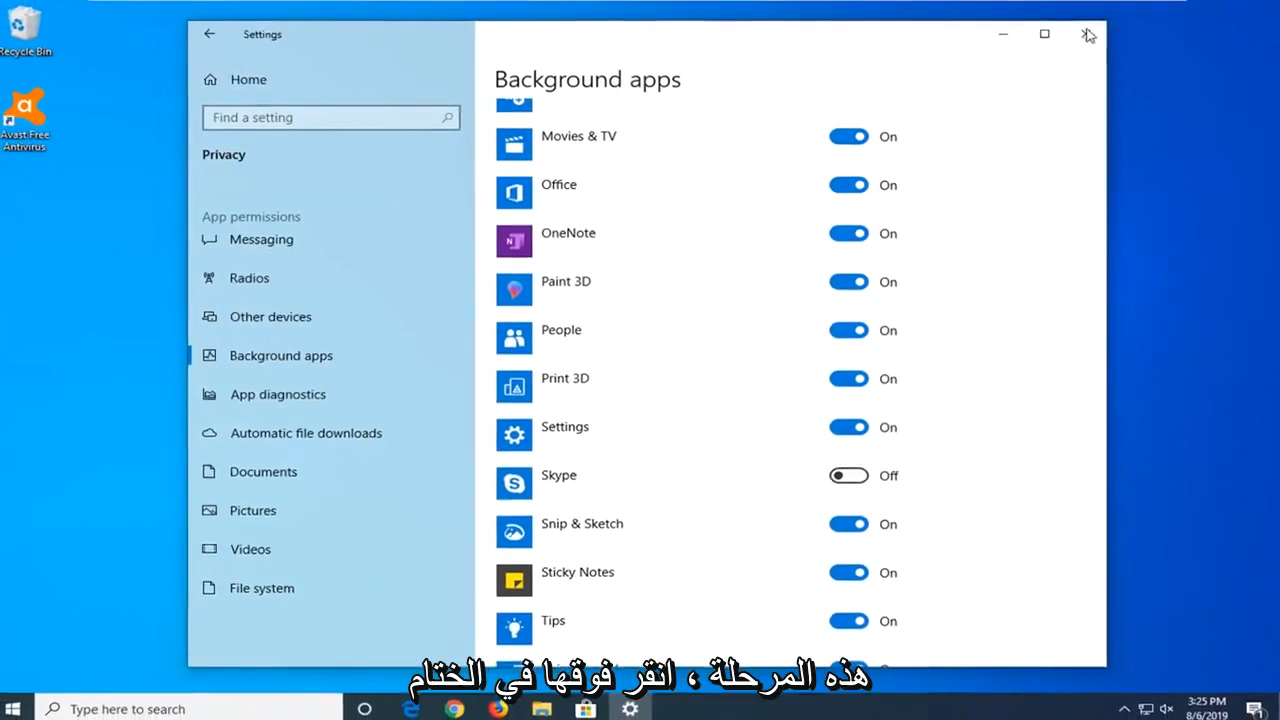 Recycle Bin
Avast Free
Antivirus
Settings
Home
Find a setting
Privacy
App permissions
Messaging
Radios
Other devices
Background apps
App diagnostics
Automatic file downloads
Documents
Pictures
Videos
File system
Background apps
Movies & TV On
Office On
OneNote On
Paint 3D On
People On
Print 3D On
Settings On
Skype Off
Snip & Sketch On
Sticky Notes On
Tips On
هذه المرحلة ، انقر فوقها في الختام
Type here to search
3:25 PM
8/6/2019